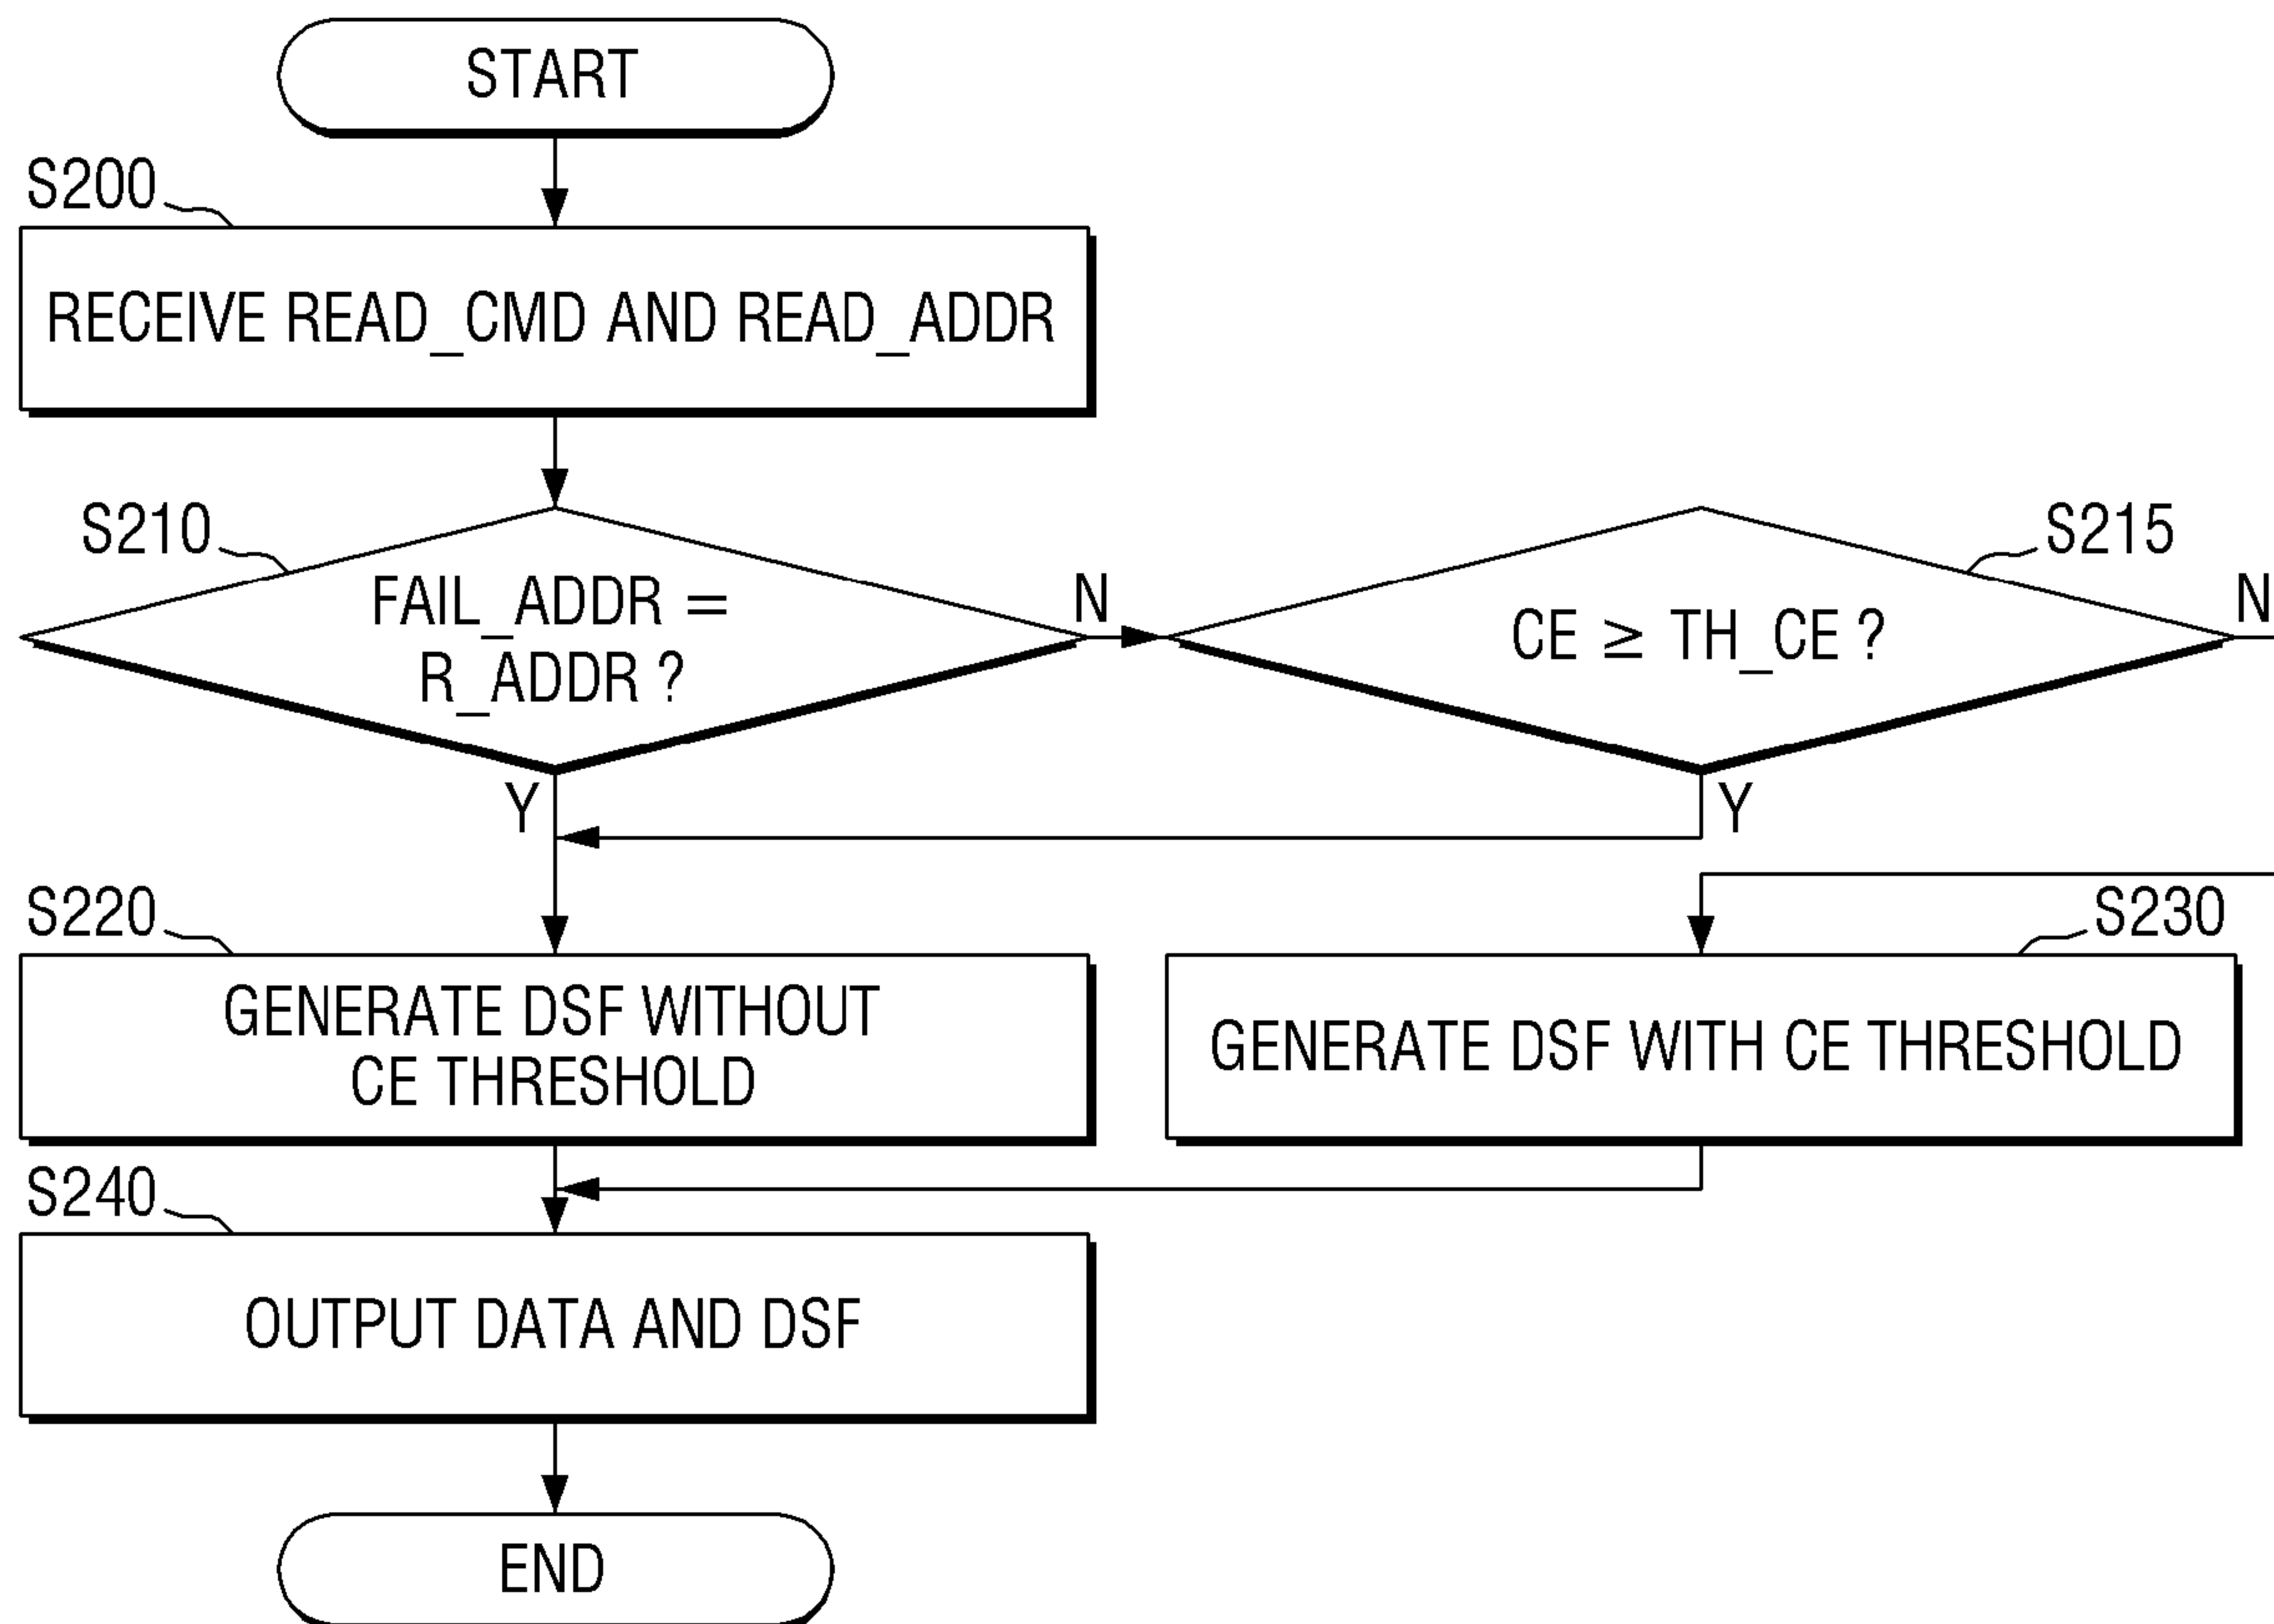 START
S200
RECEIVE READ_CMD AND READ_ADDR
S210
FAIL_ADDR =
R_ADDR ?
N
S215
CE ≥ TH_CE ?
N
Y
Y
S220
GENERATE DSF WITHOUT
CE THRESHOLD
S230
GENERATE DSF WITH CE THRESHOLD
S240
OUTPUT DATA AND DSF
END